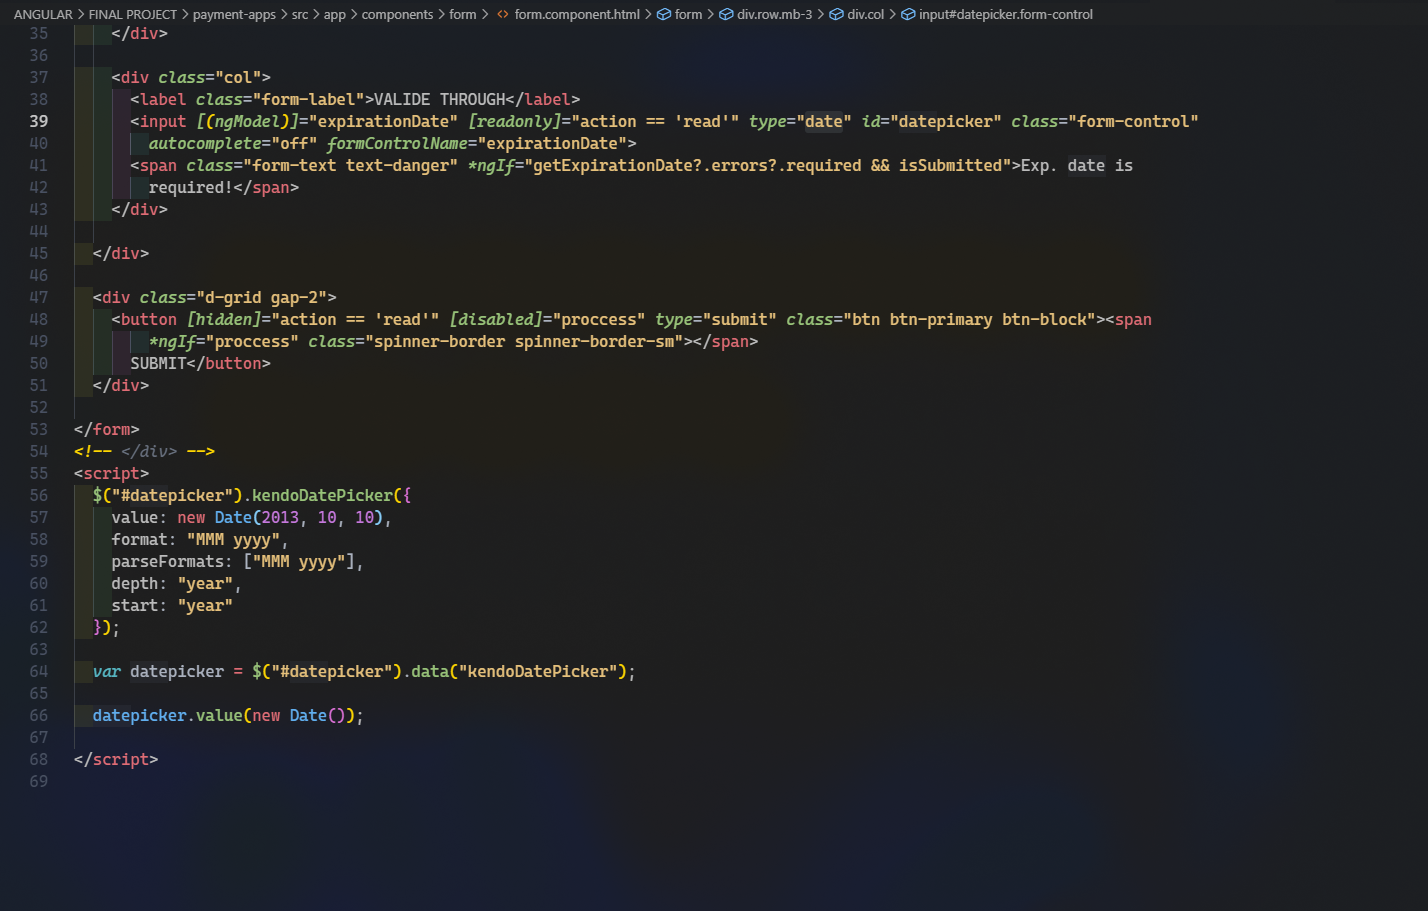 ANGULAR > FINAL PROJECT > payment-apps > src > app > components > form > <> form.component.html > form > div.row.mb-3 > div.col > input#datepicker.form-control
35 </div>
36
37 <div class="col">
38 <label class="form-label">VALIDE THROUGH</label>
39 <input [(ngModel)]="expirationDate" [readonly]="action == 'read'" type="date" id="datepicker" class="form-control"
40 autocomplete="off" formControlName="expirationDate">
41 <span class="form-text text-danger" *ngIf="getExpirationDate?.errors?.required && isSubmitted">Exp. date is
42 required!</span>
43 </div>
44
45 </div>
46
47 <div class="d-grid gap-2">
48 <button [hidden]="action == 'read'" [disabled]="proccess" type="submit" class="btn btn-primary btn-block"><span
49 *ngIf="proccess" class="spinner-border spinner-border-sm"></span>
50 SUBMIT</button>
51 </div>
52
53 </form>
54 <!-- </div> -->
55 <script>
56 $("#datepicker").kendoDatePicker({
57 value: new Date(2013, 10, 10),
58 format: "MMM yyyy",
59 parseFormats: ["MMM yyyy"],
60 depth: "year",
61 start: "year"
62 });
63
64 var datepicker = $("#datepicker").data("kendoDatePicker");
65
66 datepicker.value(new Date());
67
68 </script>
69